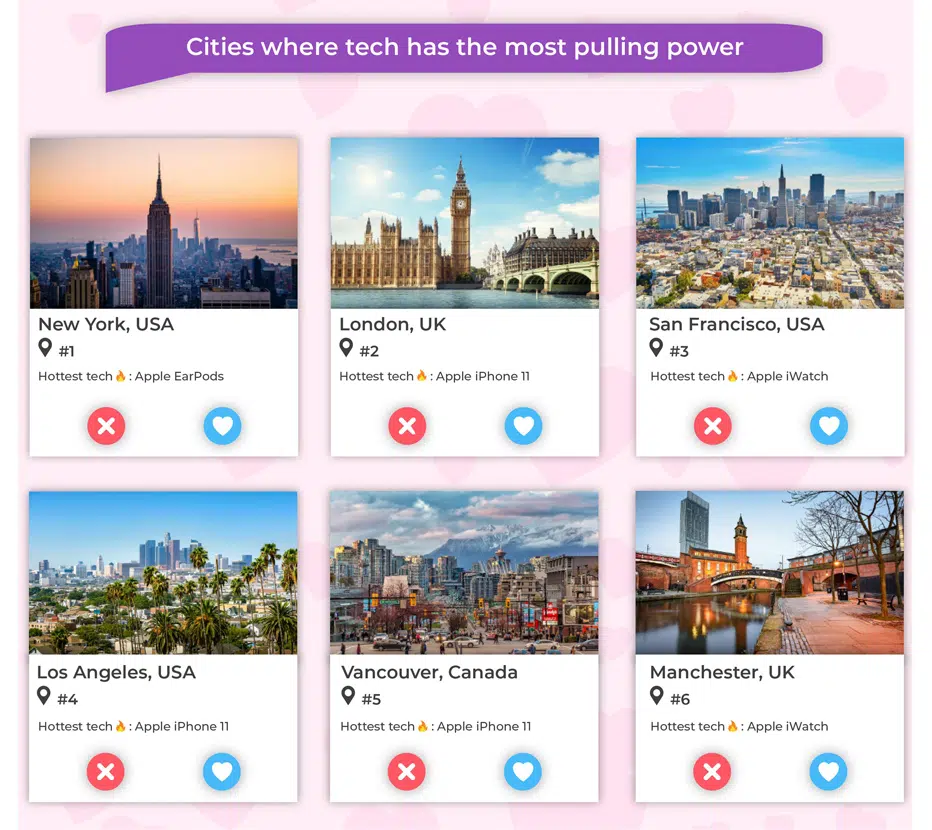 Cities where tech has the most pulling power
New York, USA
#1
Hottest tech🔥: Apple EarPods
London, UK
#2
Hottest tech🔥: Apple iPhone 11
San Francisco, USA
#3
Hottest tech🔥: Apple iWatch
Los Angeles, USA
#4
Hottest tech🔥: Apple iPhone 11
Vancouver, Canada
#5
Hottest tech🔥: Apple iPhone 11
Manchester, UK
#6
Hottest tech🔥: Apple iWatch